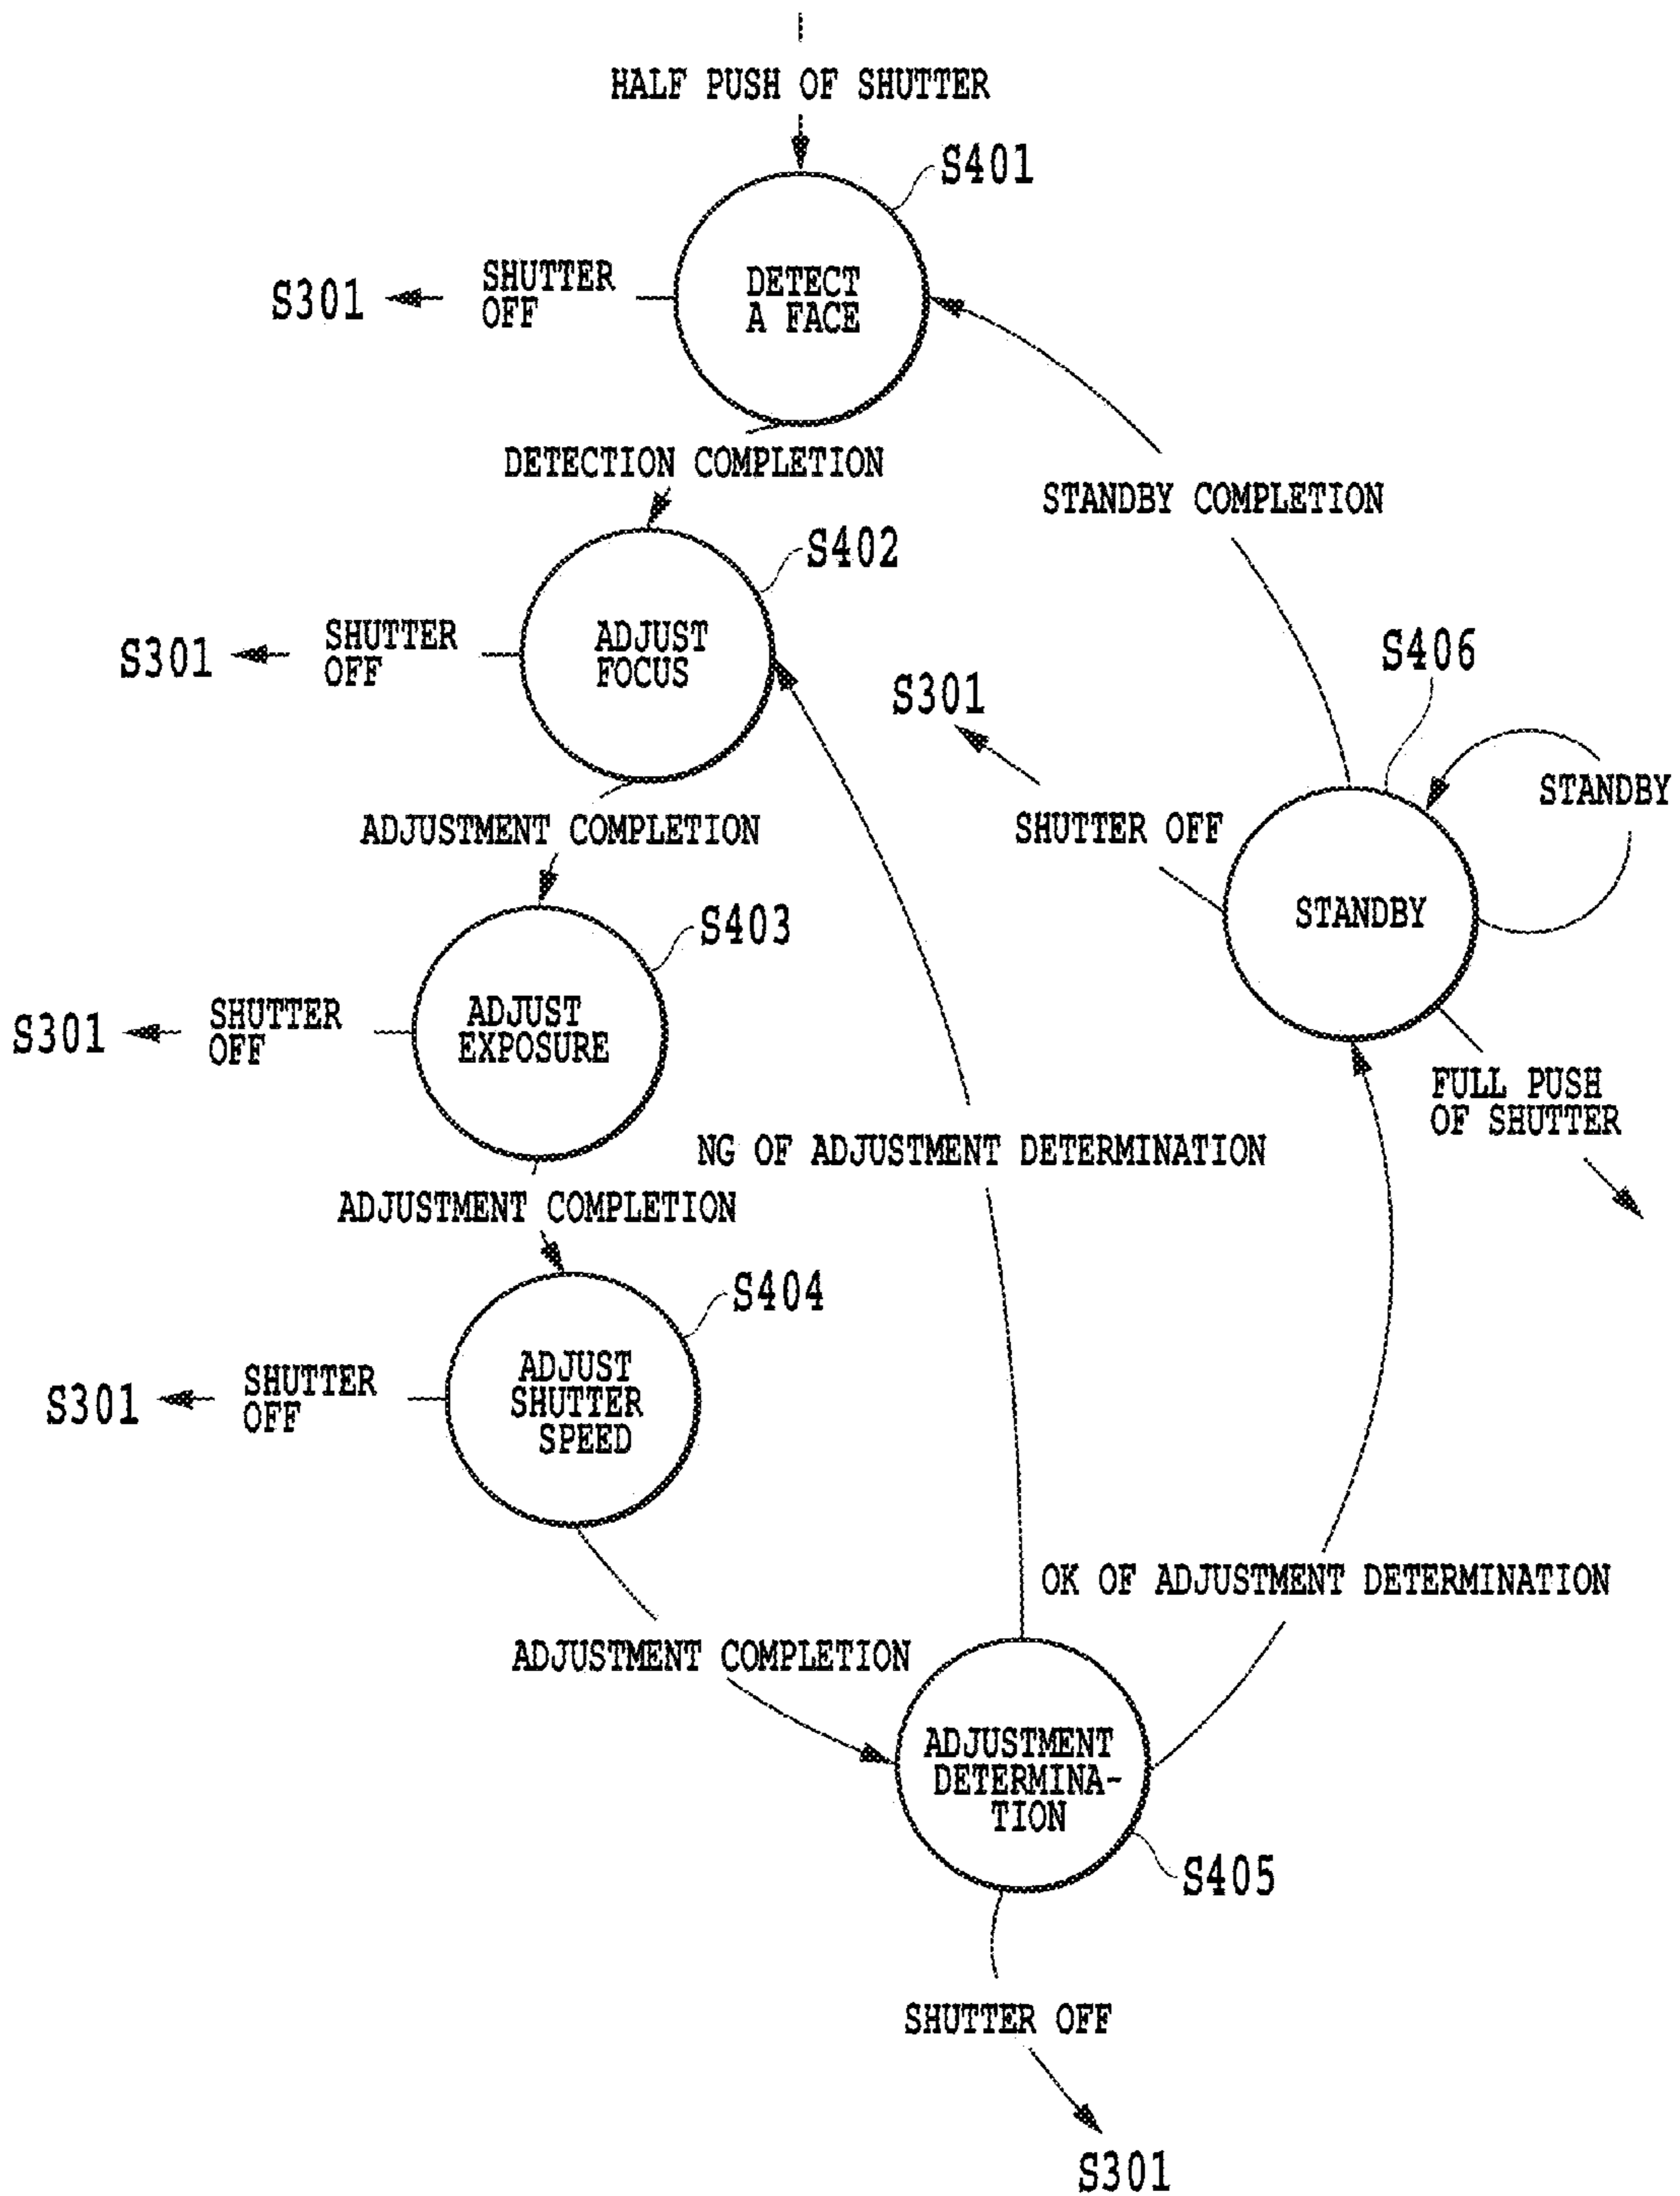 HALF PUSH OF SHUTTER
S401
S301
SHUTTER
OFF
DETECT
A FACE
DETECTION COMPLETION
STANDBY COMPLETION
S402
S301
SHUTTER
OFF
ADJUST
FOCUS
S406
S301
STANDBY
SHUTTER OFF
ADJUSTMENT COMPLETION
STANDBY
S403
S301
SHUTTER
OFF
ADJUST
EXPOSURE
FULL PUSH
OF SHUTTER
NG OF ADJUSTMENT DETERMINATION
ADJUSTMENT COMPLETION
S404
S301
SHUTTER
OFF
ADJUST
SHUTTER
SPEED
OK OF ADJUSTMENT DETERMINATION
ADJUSTMENT COMPLETION
ADJUSTMENT
DETERMINA-
TION
S405
SHUTTER OFF
S301